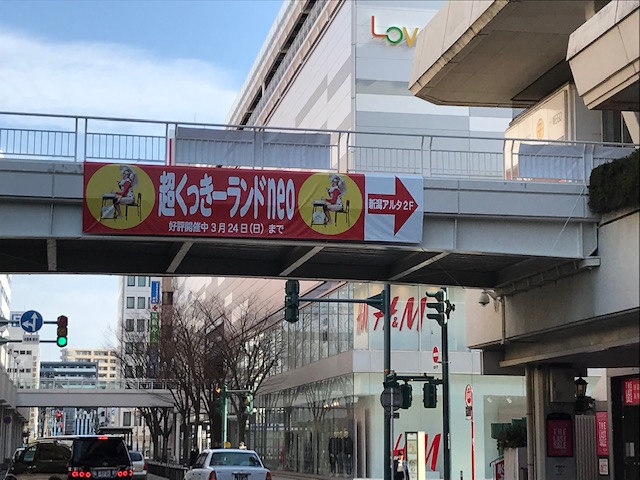 Lov
超くっきーランドneo
好評開催中3月24日(日)まで
新潟アルタ2F
H&M
H&M